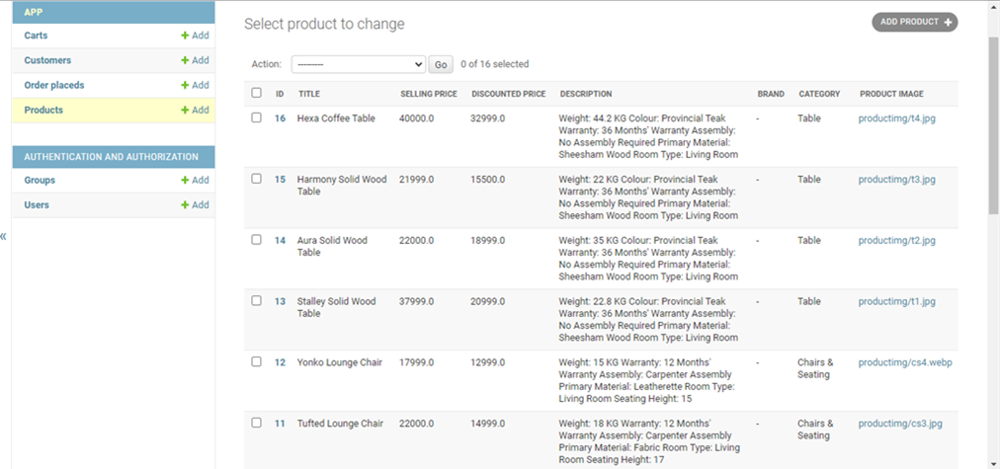 APP
Carts + Add
Customers + Add
Order placeds + Add
Products + Add
AUTHENTICATION AND AUTHORIZATION
Groups + Add
Users + Add
«
Select product to change
ADD PRODUCT +
Action: --------- Go 0 of 16 selected
ID TITLE SELLING PRICE DISCOUNTED PRICE DESCRIPTION BRAND CATEGORY PRODUCT IMAGE
16 Hexa Coffee Table 40000.0 32999.0 Weight: 44.2 KG Colour: Provincial Teak - Table productimg/t4.jpg
Warranty: 36 Months' Warranty Assembly:
No Assembly Required Primary Material:
Sheesham Wood Room Type: Living Room
15 Harmony Solid Wood 21999.0 15500.0 Weight: 22 KG Colour: Provincial Teak - Table productimg/t3.jpg
Table Warranty: 36 Months' Warranty Assembly:
No Assembly Required Primary Material:
Sheesham Wood Room Type: Living Room
14 Aura Solid Wood 22000.0 18999.0 Weight: 35 KG Colour: Provincial Teak - Table productimg/t2.jpg
Table Warranty: 36 Months' Warranty Assembly:
No Assembly Required Primary Material:
Sheesham Wood Room Type: Living Room
13 Stalley Solid Wood 37999.0 20999.0 Weight: 22.8 KG Colour: Provincial Teak - Table productimg/t1.jpg
Table Warranty: 36 Months' Warranty Assembly:
No Assembly Required Primary Material:
Sheesham Wood Room Type: Living Room
12 Yonko Lounge Chair 17999.0 12999.0 Weight: 15 KG Warranty: 12 Months' - Chairs & productimg/cs4.webp
Warranty Assembly: Carpenter Assembly Seating
Primary Material: Leatherette Room Type:
Living Room Seating Height: 15
11 Tufted Lounge Chair 22000.0 14999.0 Weight: 18 KG Warranty: 12 Months' - Chairs & productimg/cs3.jpg
Warranty Assembly: Carpenter Assembly Seating
Primary Material: Fabric Room Type: Living
Room Seating Height: 17